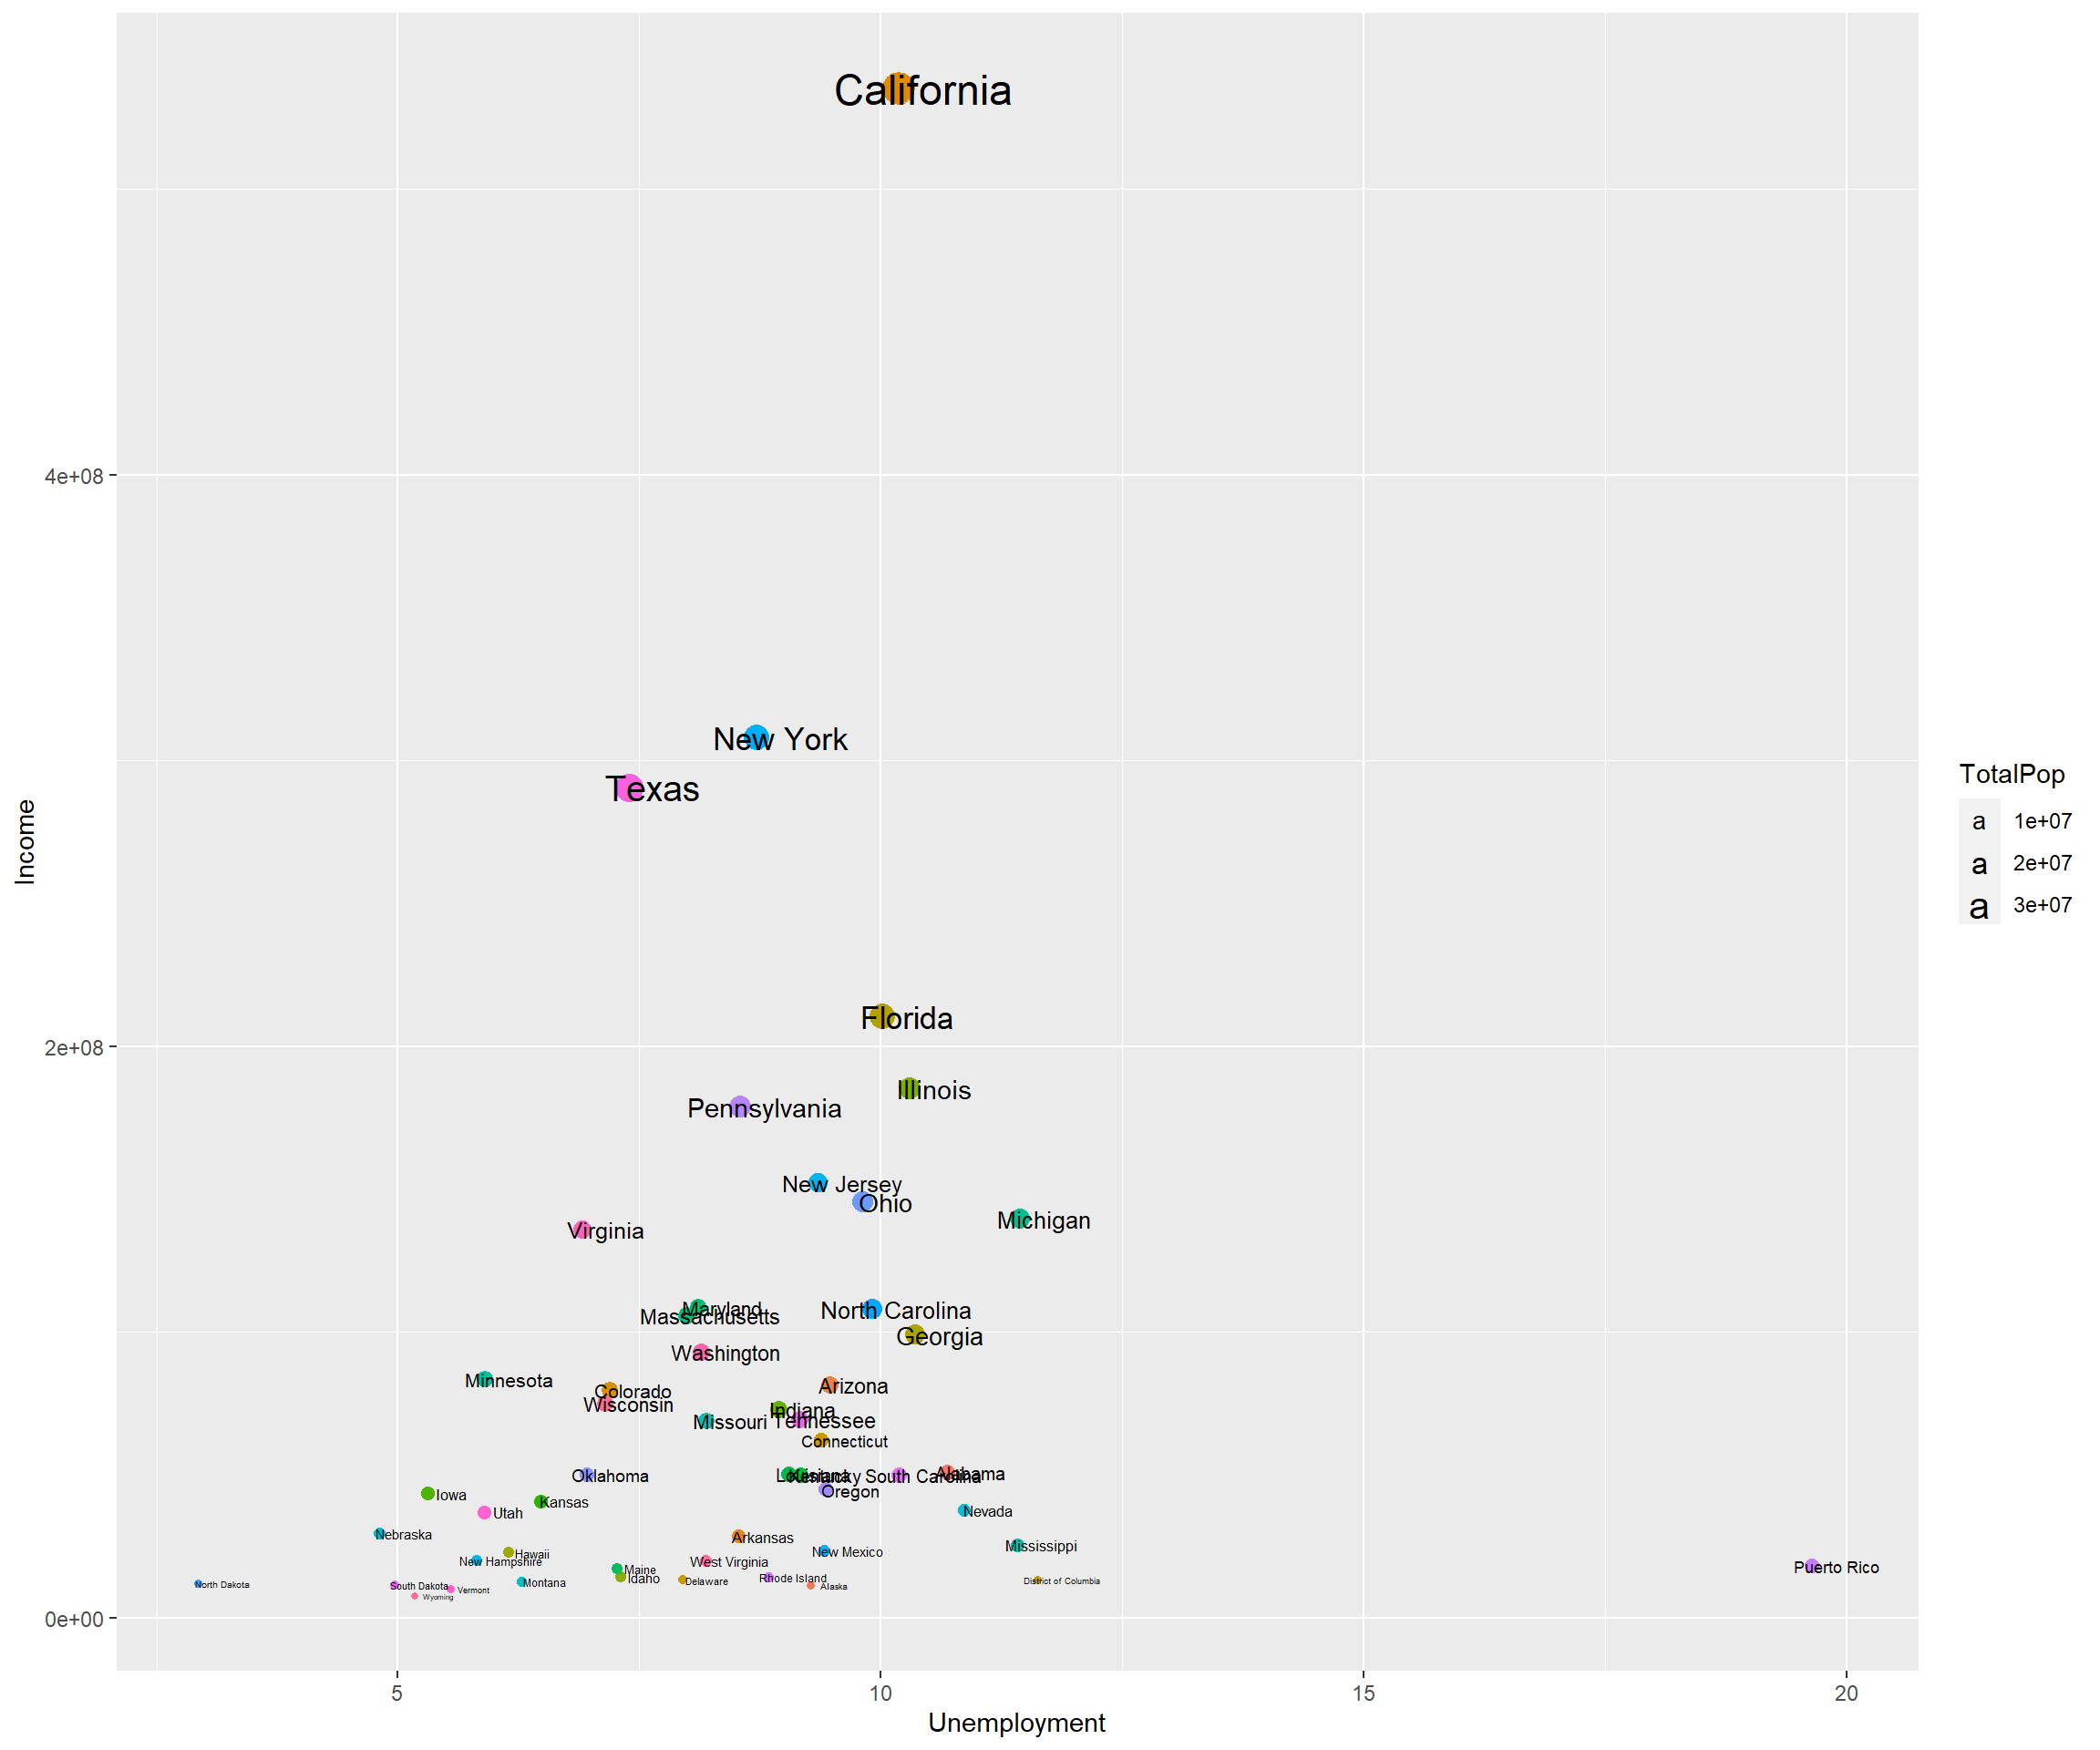 California
4e+08
New York
Texas
Income
TotalPop
a 1e+07
a 2e+07
a 3e+07
Florida
2e+08
Illinois
Pennsylvania
New Jersey
Ohio
Michigan
Virginia
Maryland
Massachusetts
North Carolina
Georgia
Washington
Minnesota
Arizona
Colorado
Wisconsin
Indiana
Missouri
Tennessee
Connecticut
Oklahoma
Louisiana
Kentucky
South Carolina
Alabama
Oregon
Iowa
Kansas
Utah
Nevada
Nebraska
Arkansas
Mississippi
Hawaii
New Mexico
New Hampshire
West Virginia
Puerto Rico
Maine
Idaho
Rhode Island
Delaware
District of Columbia
Montana
North Dakota
South Dakota
Alaska
Vermont
Wyoming
0e+00
5
10
15
20
Unemployment